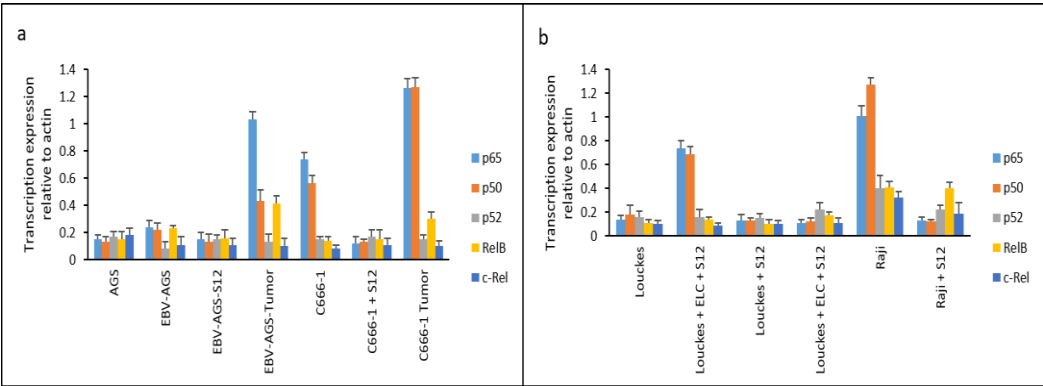 a
Transcription expression
relative to actin
1.4
1.2
1
0.8
0.6
0.4
0.2
0
AGS
EBV-AGS
EBV-AGS-S12
EBV-AGS-Tumor
C666-1
C666-1 + S12
C666-1 Tumor
p65
p50
p52
RelB
c-Rel
b
Transcription expression
relative to actin
1.4
1.2
1
0.8
0.6
0.4
0.2
0
Louckes
Louckes + ELC + S12
Louckes + S12
Louckes + ELC + S12
Raji
Raji + S12
p65
p50
p52
RelB
c-Rel